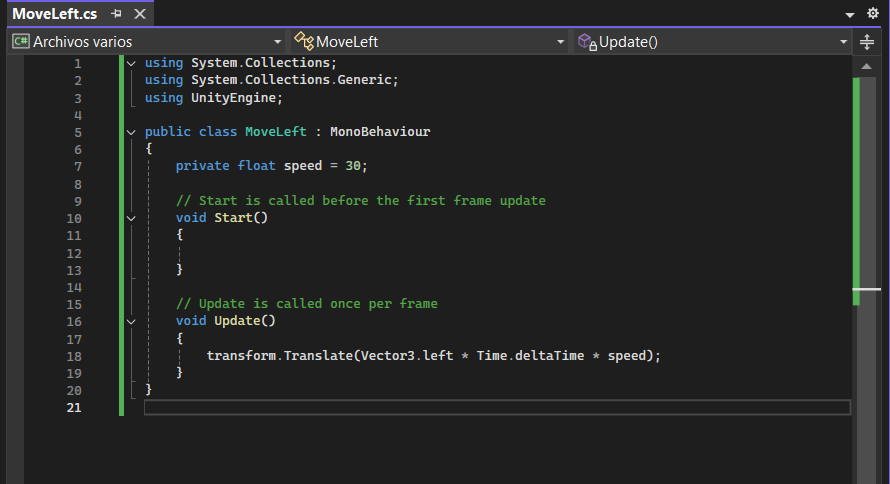 MoveLeft.cs
C# Archivos varios MoveLeft Update()
1 using System.Collections;
2 using System.Collections.Generic;
3 using UnityEngine;
4
5 public class MoveLeft : MonoBehaviour
6 {
7     private float speed = 30;
8
9     // Start is called before the first frame update
10     void Start()
11     {
12
13     }
14
15     // Update is called once per frame
16     void Update()
17     {
18         transform.Translate(Vector3.left * Time.deltaTime * speed);
19     }
20 }
21